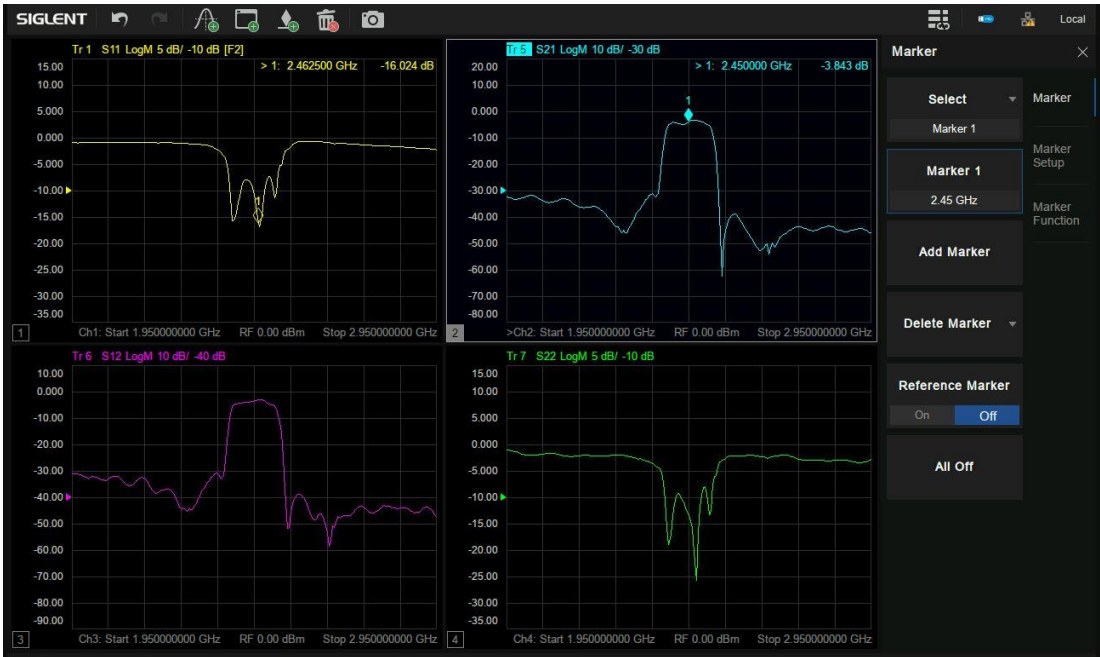 SIGLENT
Local
Tr 1 S11 LogM 5 dB/ -10 dB [F2]
> 1: 2.462500 GHz -16.024 dB
15.00
10.00
5.000
0.000
-5.000
-10.00
-15.00
-20.00
-25.00
-30.00
-35.00
1
1
Ch1: Start 1.950000000 GHz RF 0.00 dBm Stop 2.950000000 GHz
Tr 5 S21 LogM 10 dB/ -30 dB
> 1: 2.450000 GHz -3.843 dB
20.00
10.00
0.000
-10.00
-20.00
-30.00
-40.00
-50.00
-60.00
-70.00
-80.00
1
2
>Ch2: Start 1.950000000 GHz RF 0.00 dBm Stop 2.950000000 GHz
Tr 6 S12 LogM 10 dB/ -40 dB
10.00
0.000
-10.00
-20.00
-30.00
-40.00
-50.00
-60.00
-70.00
-80.00
-90.00
3
Ch3: Start 1.950000000 GHz RF 0.00 dBm Stop 2.950000000 GHz
Tr 7 S22 LogM 5 dB/ -10 dB
15.00
10.00
5.000
0.000
-5.000
-10.00
-15.00
-20.00
-25.00
-30.00
-35.00
4
Ch4: Start 1.950000000 GHz RF 0.00 dBm Stop 2.950000000 GHz
Marker
Select
Marker 1
Marker 1
2.45 GHz
Add Marker
Delete Marker
Reference Marker
On Off
All Off
Marker
Marker
Setup
Marker
Function